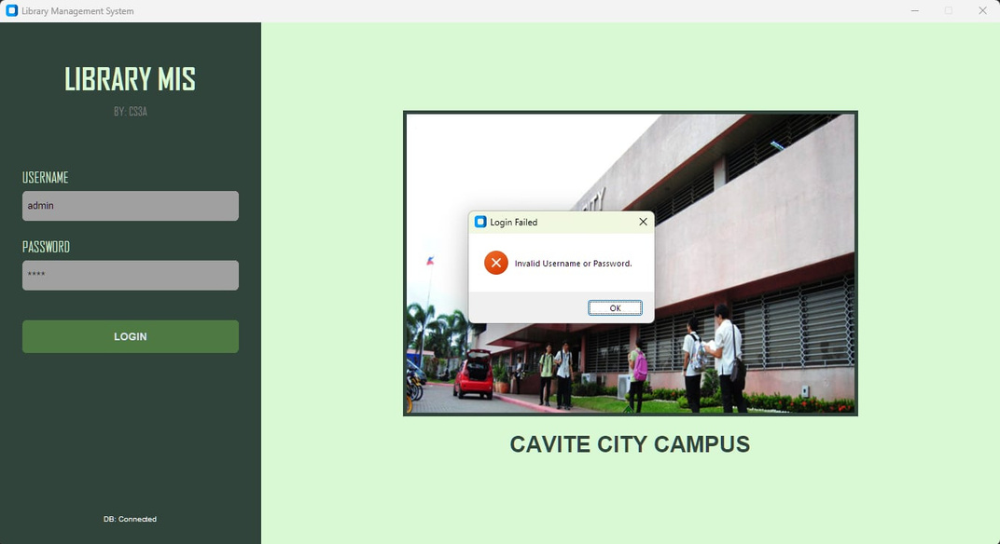 Library Management System
LIBRARY MIS
BY: CS3A
USERNAME
admin
PASSWORD
****
LOGIN
DB: Connected
CITY
Login Failed
Invalid Username or Password.
OK
CAVITE CITY CAMPUS